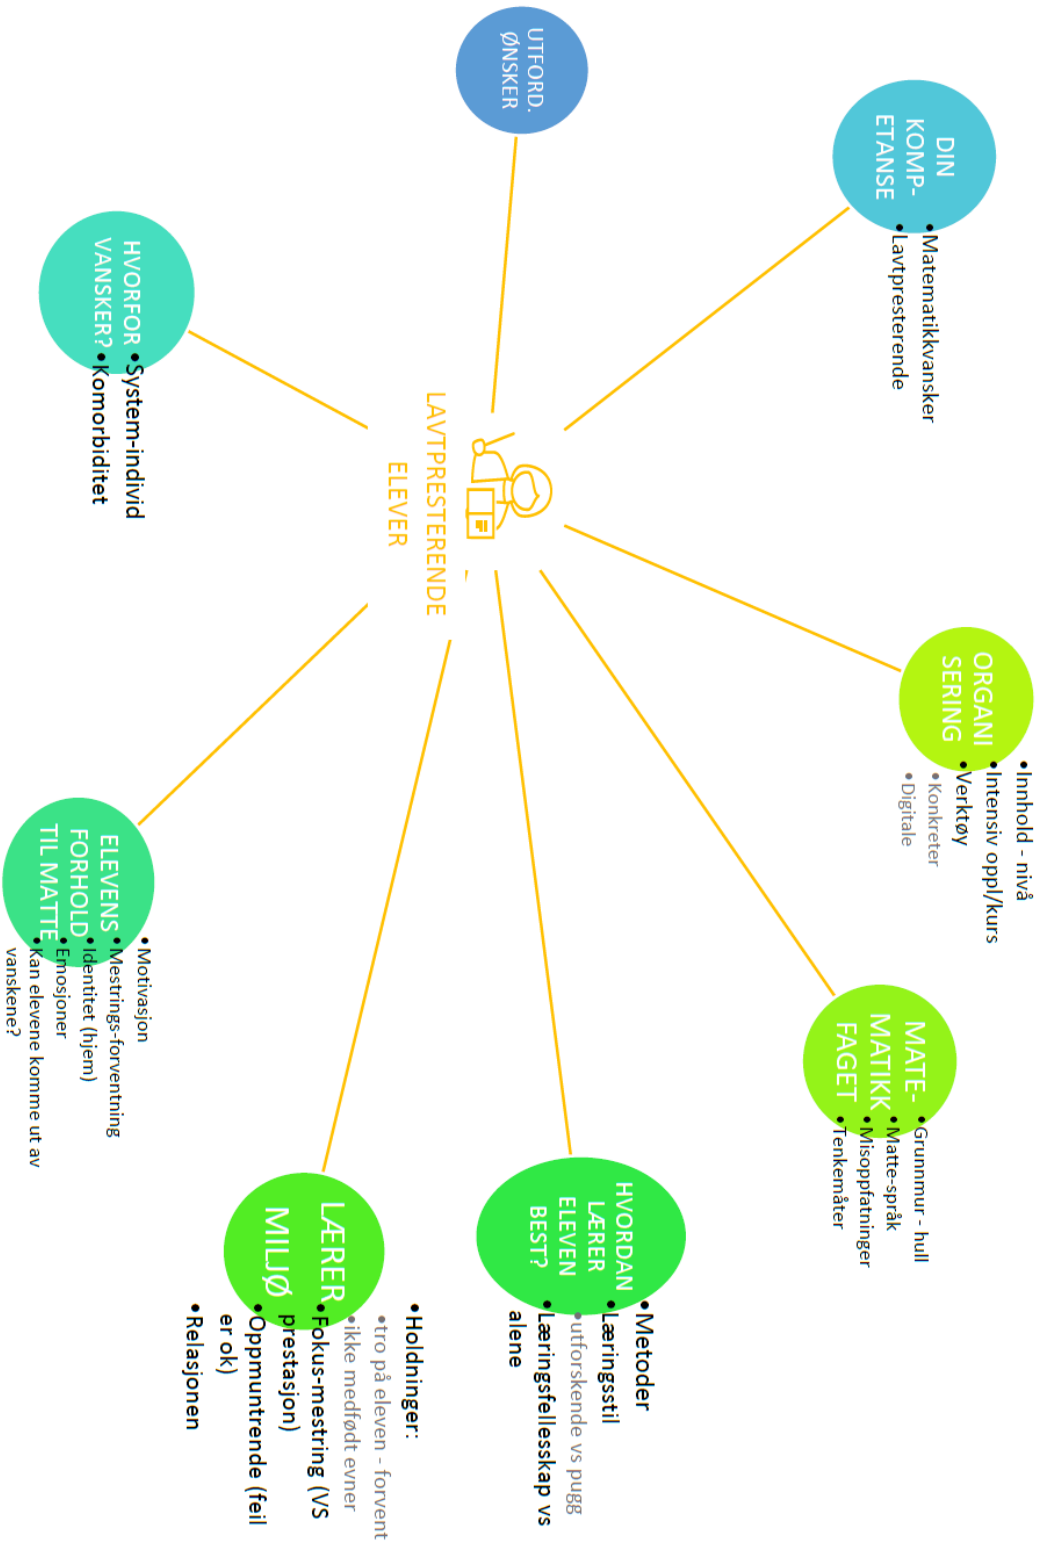 UTFORD.
ØNSKER
DIN
KOMP-
ETANSE
•Matematikkvansker
•Lavtpresterende
HVORFOR
VANSKER?
•System-individ
•Komorbiditet
LAVTPRESTERENDE
ELEVER
ORGANI
SERING
•Innhold - nivå
•Intensiv oppl/kurs
•Verktøy
•Konkreter
•Digitale
MATE-
MATIKK
FAGET
•Grunnmur - hull
•Matte-språk
•Misoppfatninger
•Tenkemåter
HVORDAN
LÆRER
ELEVEN
BEST?
•Metoder
•Læringsstil
•utforskende vs pugg
•Læringsfellesskap vs
alene
LÆRER
MILJØ
•Holdninger:
•tro på eleven - forvent
•ikke medfødt evner
•Fokus-mestring (VS
prestasjon)
•Oppmuntrende (feil
er ok)
•Relasjonen
ELEVENS
FORHOLD
TIL MATTE
•Motivasjon
•Mestrings-forventning
•Identitet (hjem)
•Emosjoner
•Kan elevene komme ut av
vanskene?